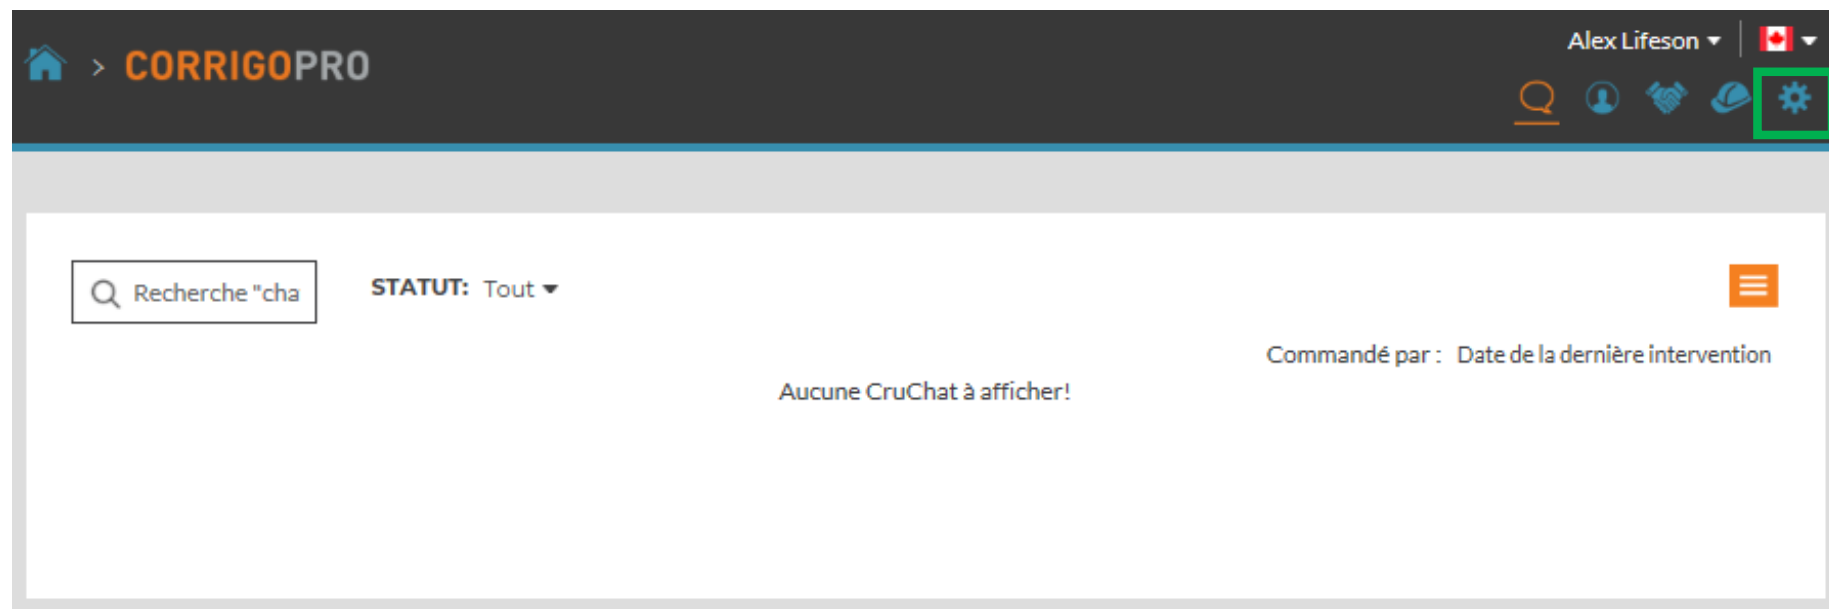 Alex Lifeson
> CORRIGOPRO
Recherche "cha
STATUT: Tout
Commandé par : Date de la dernière intervention
Aucune CruChat à afficher!